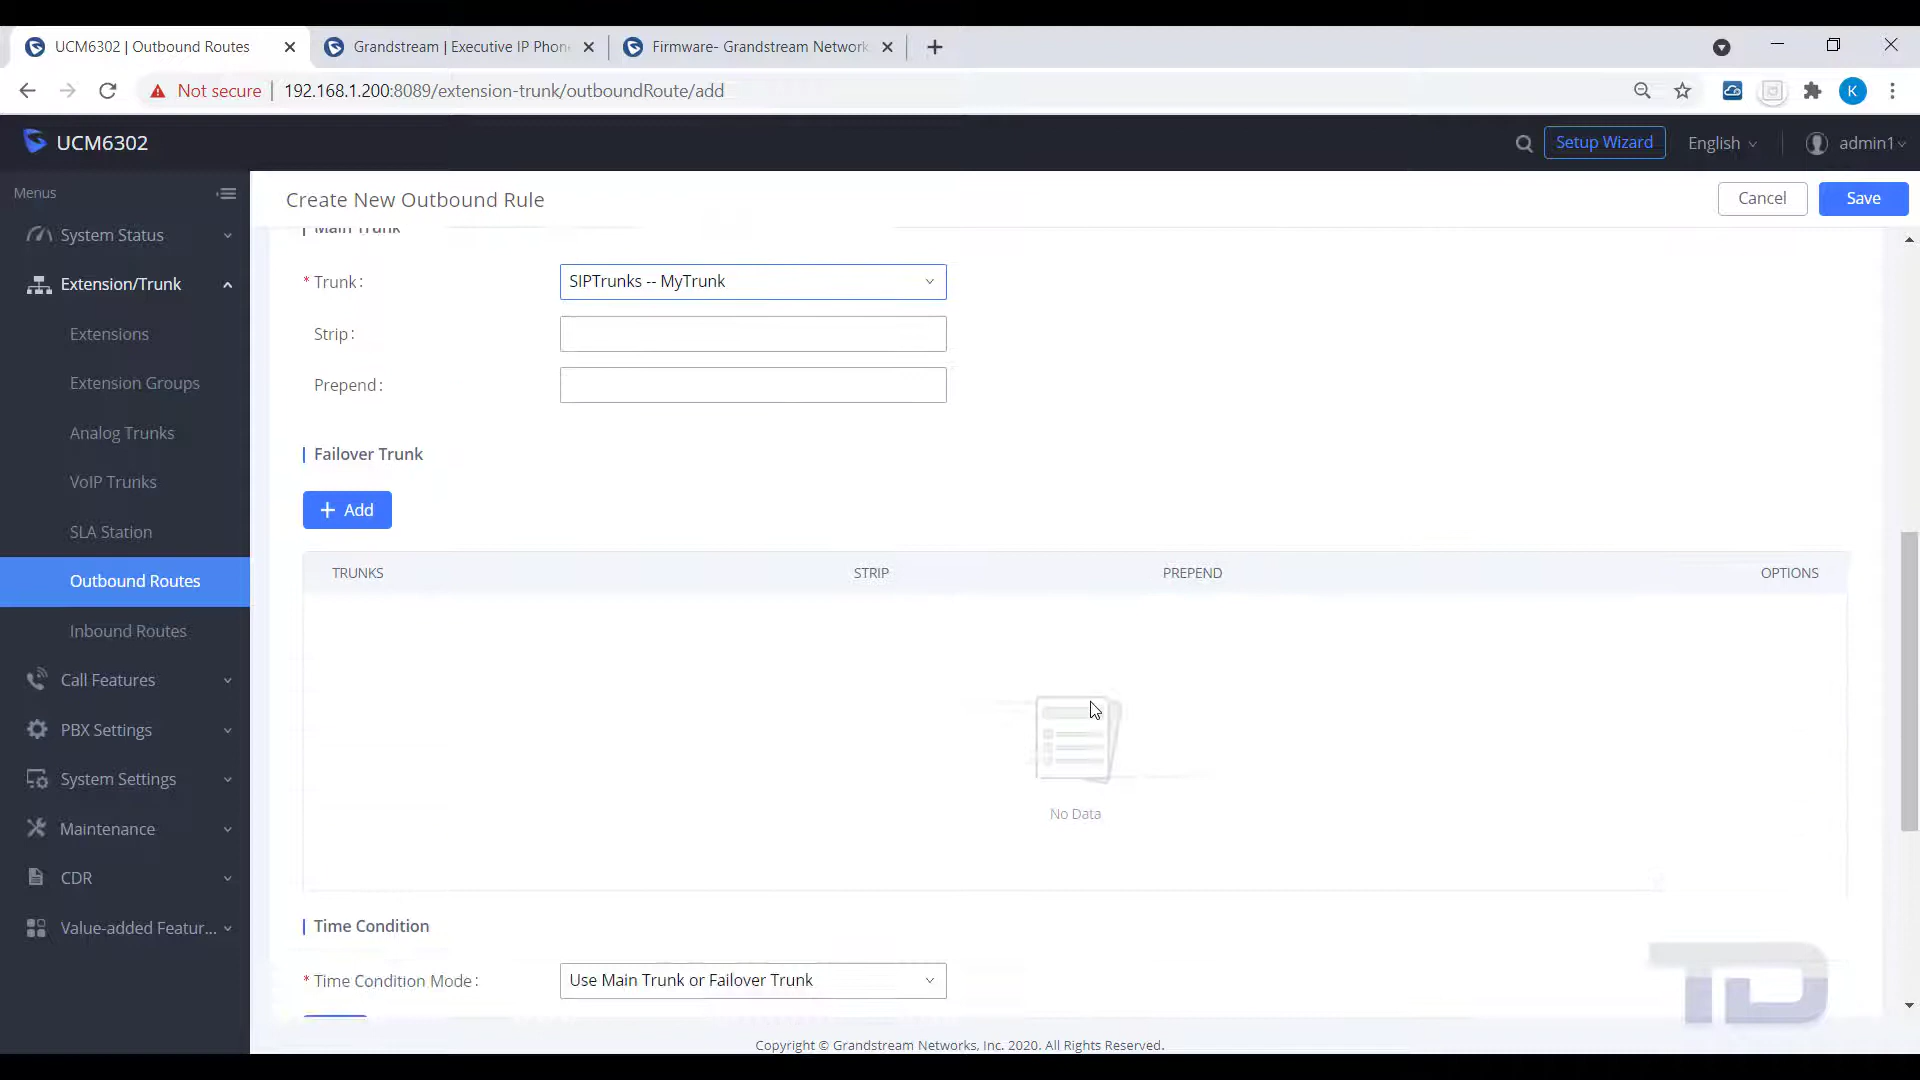 UCM6302 | Outbound Routes
Grandstream | Executive IP Phon
Firmware- Grandstream Network
Not secure
192.168.1.200:8089/extension-trunk/outboundRoute/add
K
UCM6302
Setup Wizard
English
admin1
Menus
System Status
Extension/Trunk
Extensions
Extension Groups
Analog Trunks
VoIP Trunks
SLA Station
Outbound Routes
Inbound Routes
Call Features
PBX Settings
System Settings
Maintenance
CDR
Value-added Featur...
Create New Outbound Rule
Cancel
Save
Main Trunk
* Trunk:
SIPTrunks -- MyTrunk
Strip:
Prepend:
Failover Trunk
+ Add
TRUNKS
STRIP
PREPEND
OPTIONS
No Data
Time Condition
* Time Condition Mode:
Use Main Trunk or Failover Trunk
TD
Copyright © Grandstream Networks, Inc. 2020. All Rights Reserved.